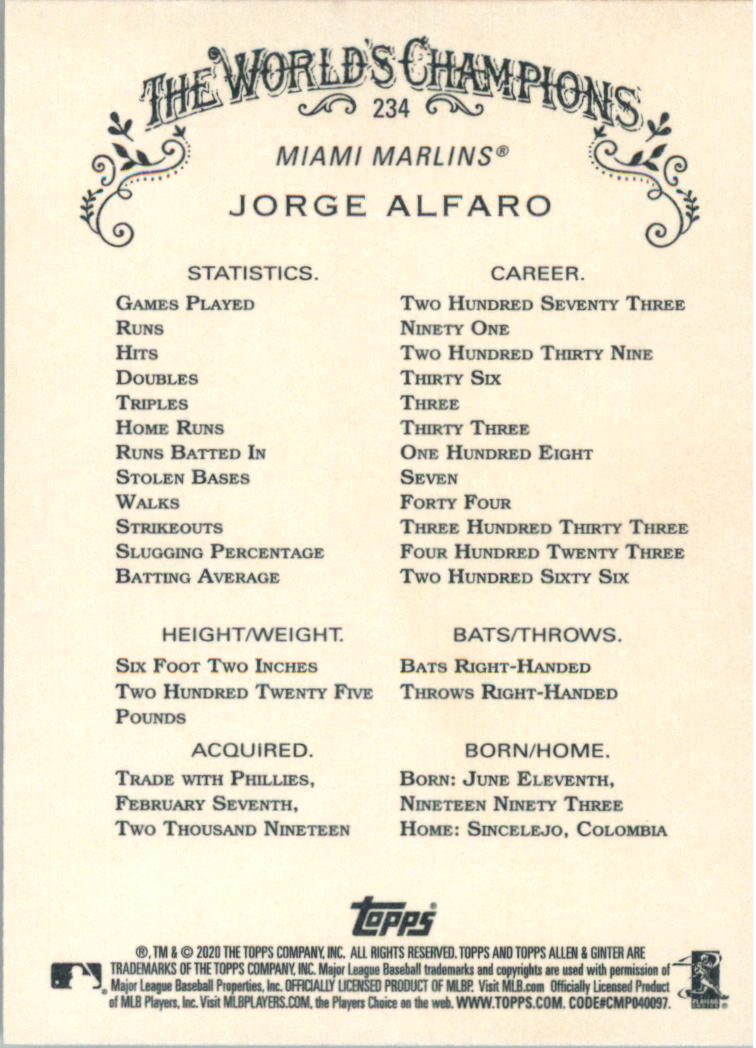 THE WORLD'S CHAMPIONS
234
MIAMI MARLINS®
JORGE ALFARO
STATISTICS. CAREER.
GAMES PLAYED TWO HUNDRED SEVENTY THREE
RUNS NINETY ONE
HITS TWO HUNDRED THIRTY NINE
DOUBLES THIRTY SIX
TRIPLES THREE
HOME RUNS THIRTY THREE
RUNS BATTED IN ONE HUNDRED EIGHT
STOLEN BASES SEVEN
WALKS FORTY FOUR
STRIKEOUTS THREE HUNDRED THIRTY THREE
SLUGGING PERCENTAGE FOUR HUNDRED TWENTY THREE
BATTING AVERAGE TWO HUNDRED SIXTY SIX
HEIGHT/WEIGHT.
SIX FOOT TWO INCHES
TWO HUNDRED TWENTY FIVE
POUNDS
BATS/THROWS.
BATS RIGHT-HANDED
THROWS RIGHT-HANDED
ACQUIRED.
TRADE WITH PHILLIES,
FEBRUARY SEVENTH,
TWO THOUSAND NINETEEN
BORN/HOME.
BORN: JUNE ELEVENTH,
NINETEEN NINETY THREE
HOME: SINCELEJO, COLOMBIA
topps®
®, TM & © 2020 THE TOPPS COMPANY, INC. ALL RIGHTS RESERVED. TOPPS AND TOPPS ALLEN & GINTER ARE
TRADEMARKS OF THE TOPPS COMPANY, INC. Major League Baseball trademarks and copyrights are used with permission of
Major League Baseball Properties, Inc. OFFICIALLY LICENSED PRODUCT OF MLBP. Visit MLB.com Officially Licensed Product
of MLB Players, Inc. Visit MLBPLAYERS.COM, the Players Choice on the web. WWW.TOPPS.COM. CODE#CMP040097.